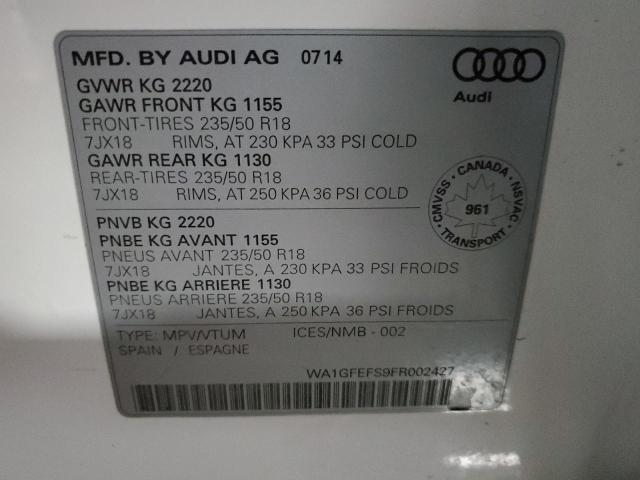 MFD. BY AUDI AG 0714
Audi
GVWR KG 2220
GAWR FRONT KG 1155
FRONT-TIRES 235/50 R18
7JX18 RIMS, AT 230 KPA 33 PSI COLD
GAWR REAR KG 1130
REAR-TIRES 235/50 R18
7JX18 RIMS, AT 250 KPA 36 PSI COLD
CMVSS - CANADA - NSVAC
961
TRANSPORT
PNVB KG 2220
PNBE KG AVANT 1155
PNEUS AVANT 235/50 R18
7JX18 JANTES, A 230 KPA 33 PSI FROIDS
PNBE KG ARRIERE 1130
PNEUS ARRIERE 235/50 R18
7JX18 JANTES, A 250 KPA 36 PSI FROIDS
TYPE: MPV/VTUM ICES/NMB - 002
SPAIN / ESPAGNE
WA1GFEFS9FR002427